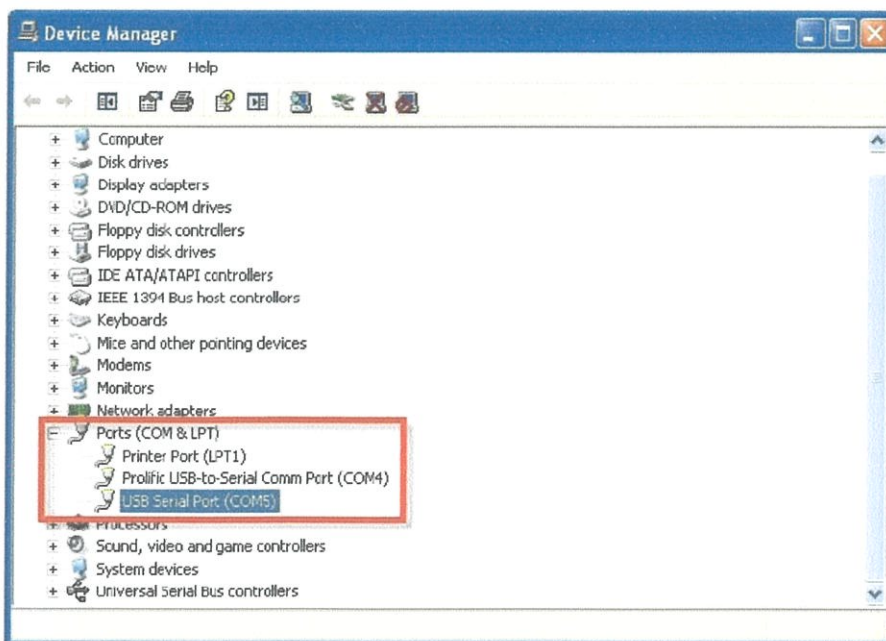 Device Manager
File Action View Help
Computer
Disk drives
Display adapters
DVD/CD-ROM drives
Floppy disk controllers
Floppy disk drives
IDE ATA/ATAPI controllers
IEEE 1394 Bus host controllers
Keyboards
Mice and other pointing devices
Modems
Monitors
Network adapters
Ports (COM & LPT)
Printer Port (LPT1)
Prolific USB-to-Serial Comm Port (COM4)
USB Serial Port (COM5)
Processors
Sound, video and game controllers
System devices
Universal Serial Bus controllers